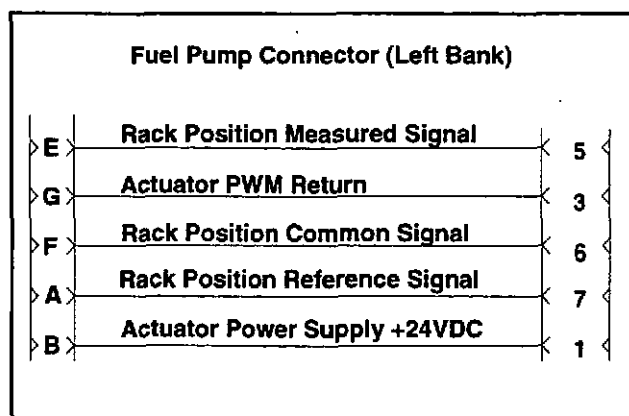 Fuel Pump Connector (Left Bank)
E Rack Position Measured Signal 5
G Actuator PWM Return 3
F Rack Position Common Signal 6
A Rack Position Reference Signal 7
B Actuator Power Supply +24VDC 1